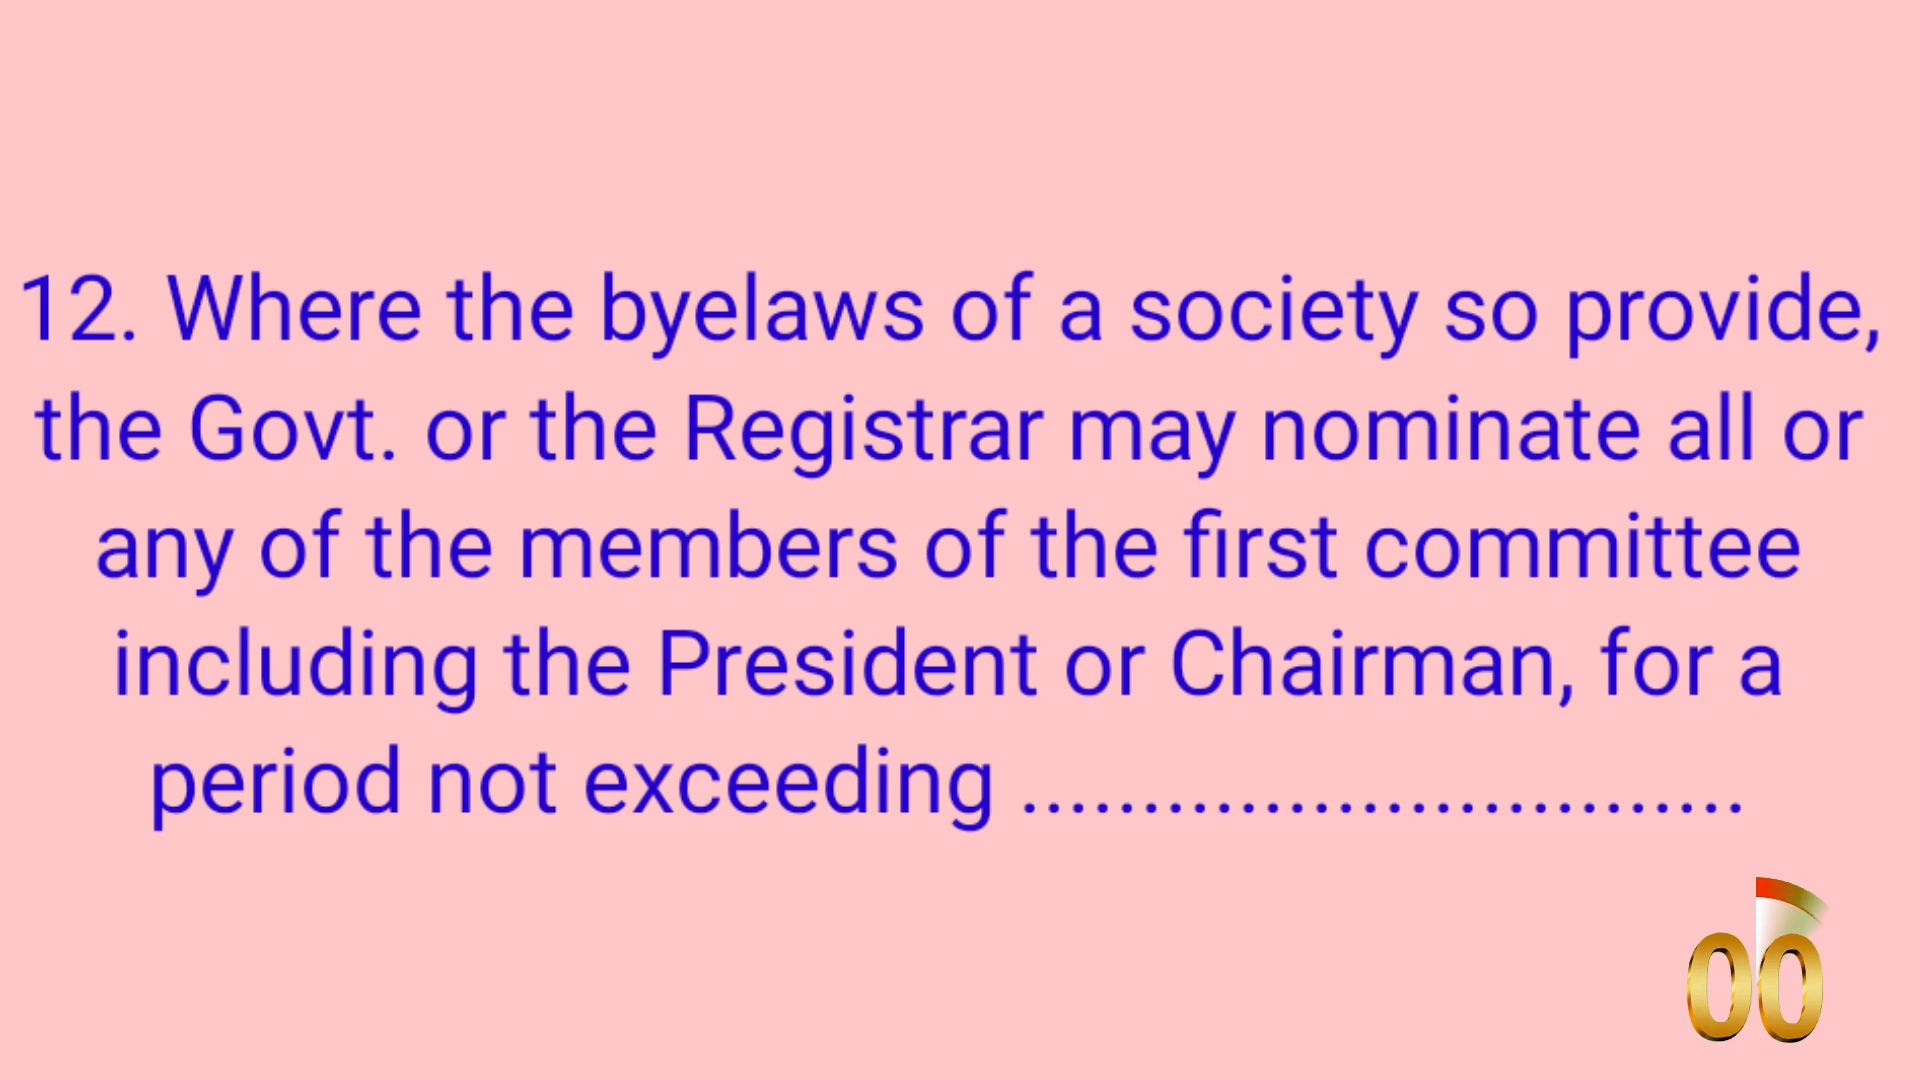 12. Where the byelaws of a society so provide,
the Govt. or the Registrar may nominate all or
any of the members of the first committee
including the President or Chairman, for a
period not exceeding ..............................
00